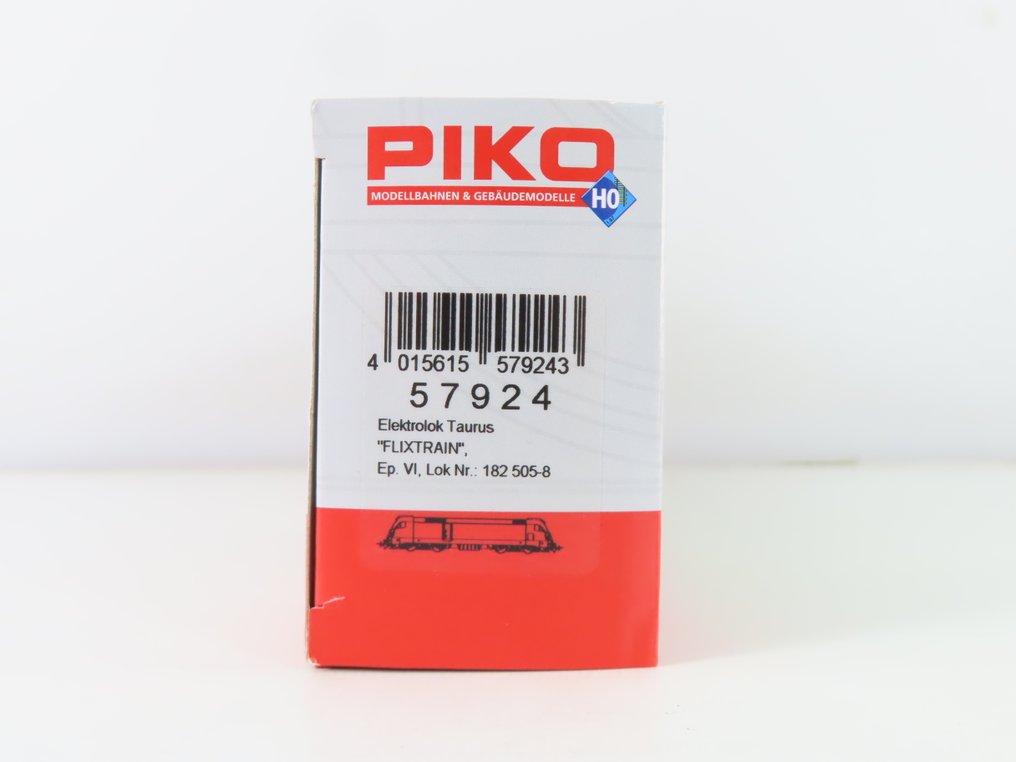 PIKO
MODELLBAHNEN & GEBÄUDEMODELLE
H0
4 015615 579243
57924
Elektrolok Taurus
"FLIXTRAIN",
Ep. VI, Lok Nr.: 182 505-8